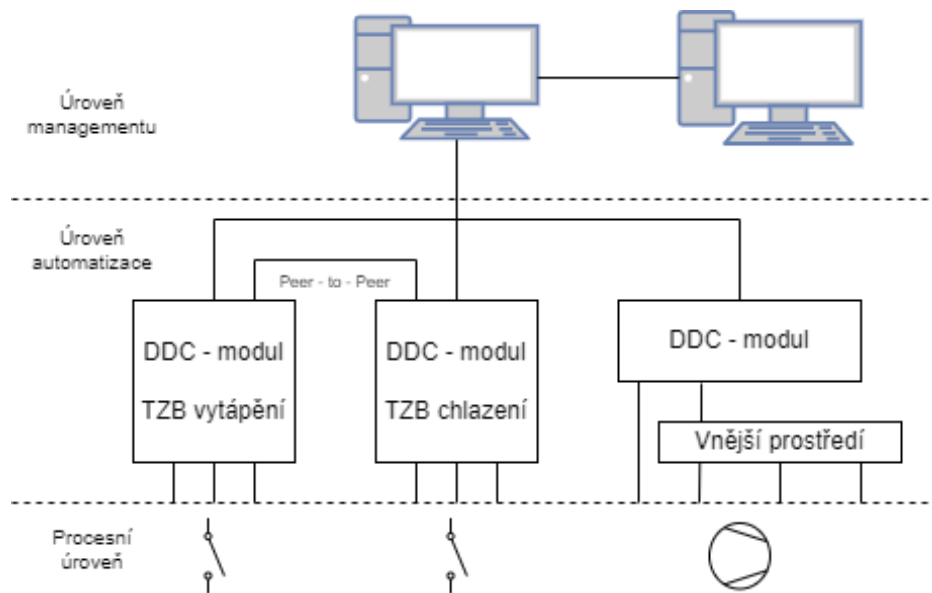 Úroveň
managementu
Úroveň
automatizace
Peer - to - Peer
DDC - modul
TZB vytápění
DDC - modul
TZB chlazení
DDC - modul
Vnější prostředí
Procesní
úroveň